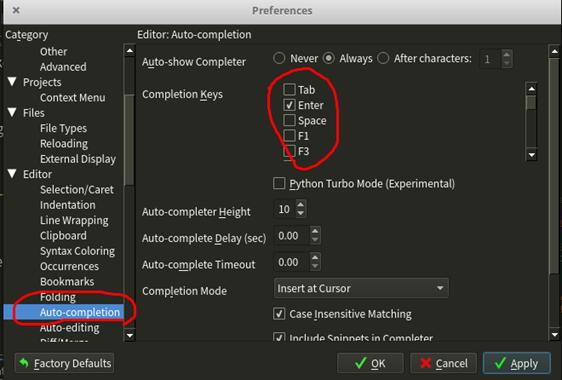 Preferences
Category
Other
Advanced
Projects
Context Menu
Files
File Types
Reloading
External Display
Editor
Selection/Caret
Indentation
Line Wrapping
Clipboard
Syntax Coloring
Occurrences
Bookmarks
Folding
Auto-completion
Auto-editing
Diff/Merge
Editor: Auto-completion
Auto-show Completer Never Always After characters: 1
Completion Keys
Tab
Enter
Space
F1
F3
Python Turbo Mode (Experimental)
Auto-completer Height 10
Auto-complete Delay (sec) 0.00
Auto-complete Timeout 0.00
Completion Mode Insert at Cursor
Case Insensitive Matching
Include Snippets in Completer
Factory Defaults OK Cancel Apply